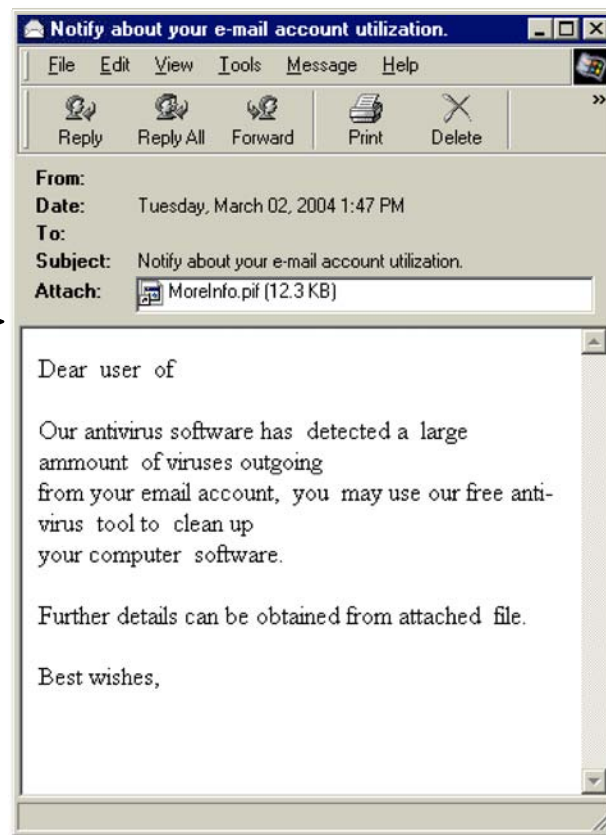 Notify about your e-mail account utilization.
File Edit View Tools Message Help
Reply Reply All Forward Print Delete »
From:
Date: Tuesday, March 02, 2004 1:47 PM
To:
Subject: Notify about your e-mail account utilization.
Attach: MoreInfo.pif (12.3 KB)
Dear user of
Our antivirus software has detected a large
ammount of viruses outgoing
from your email account, you may use our free anti-
virus tool to clean up
your computer software.
Further details can be obtained from attached file.
Best wishes,